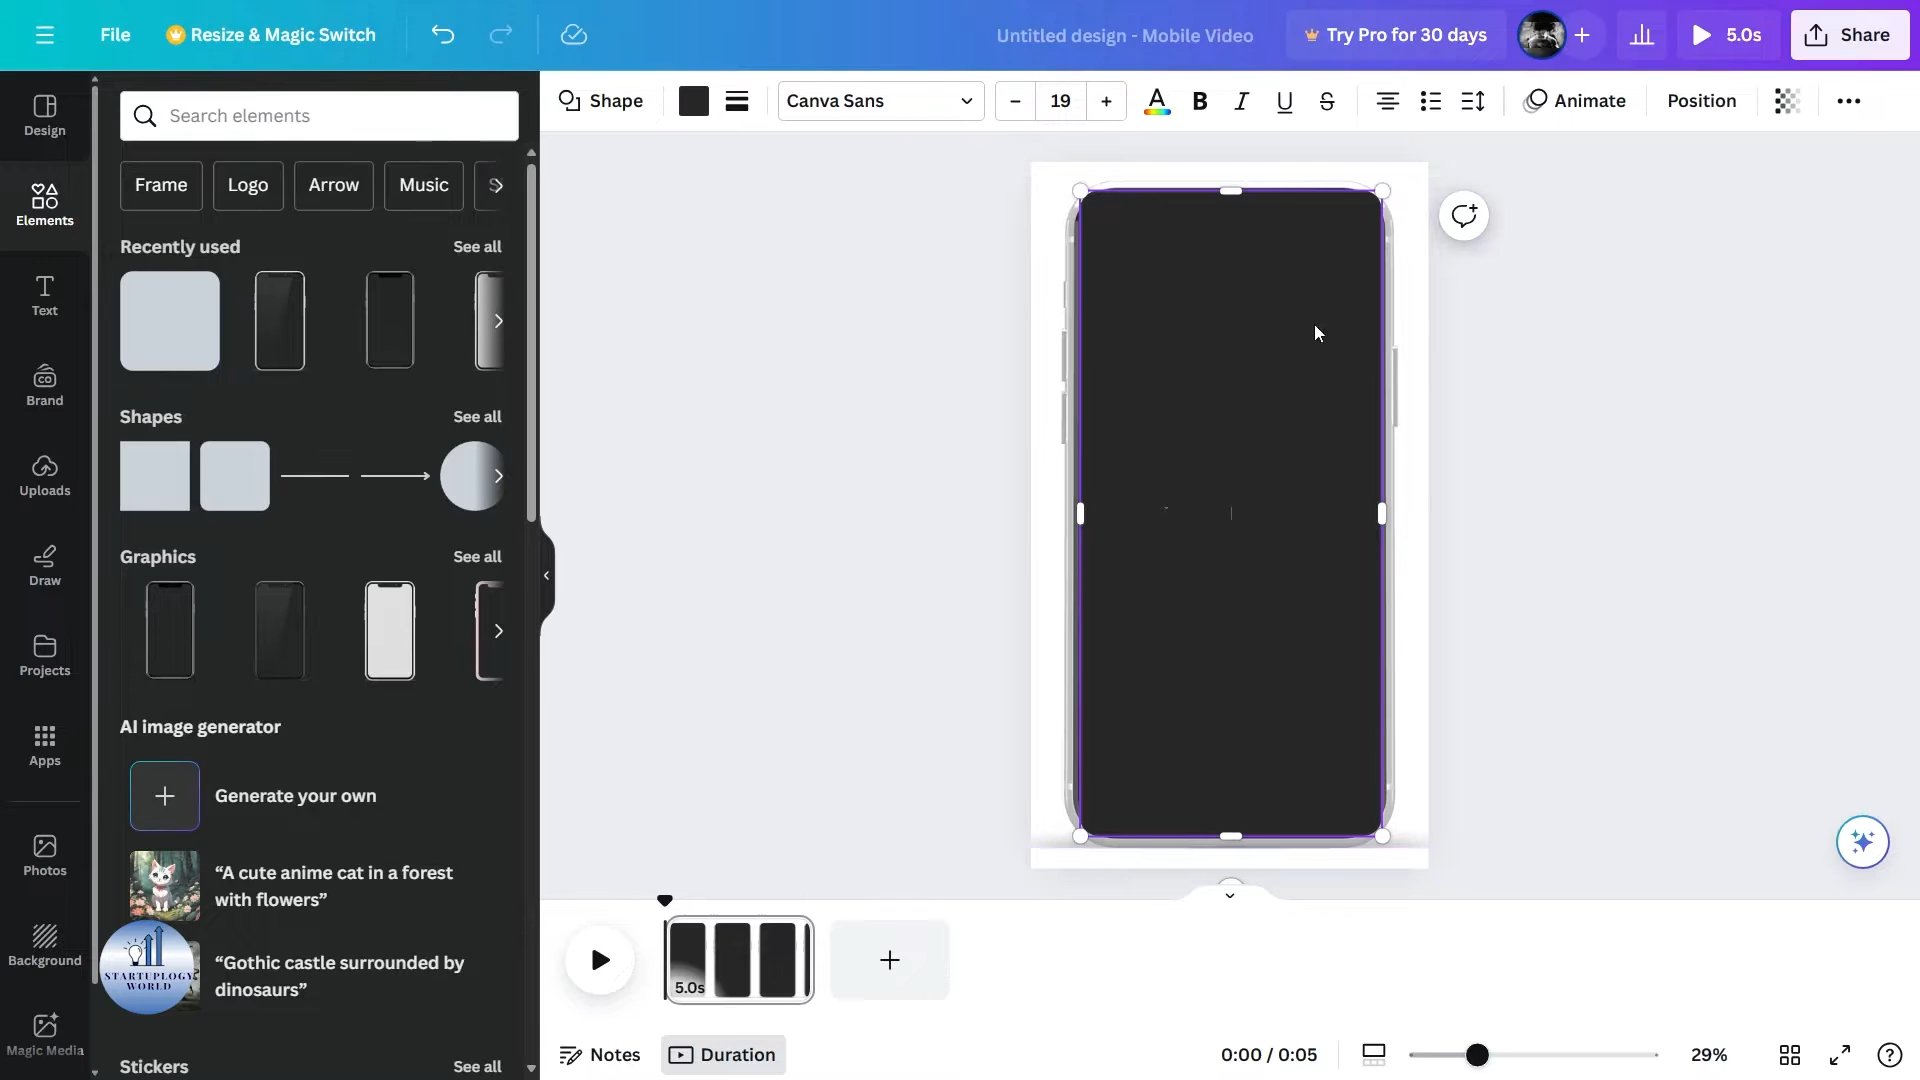 File
Resize & Magic Switch
Untitled design - Mobile Video
Try Pro for 30 days
5.0s
Share
Design
Elements
Text
Brand
Uploads
Draw
Projects
Apps
Photos
Background
Magic Media
Search elements
Frame
Logo
Arrow
Music
Recently used
See all
Shapes
See all
Graphics
See all
AI image generator
Generate your own
“A cute anime cat in a forest
with flowers”
“Gothic castle surrounded by
dinosaurs”
STARTUPLOGY
WORLD
Stickers
See all
Shape
Canva Sans
19
B
I
U
S
Animate
Position
5.0s
Notes
Duration
0:00 / 0:05
29%